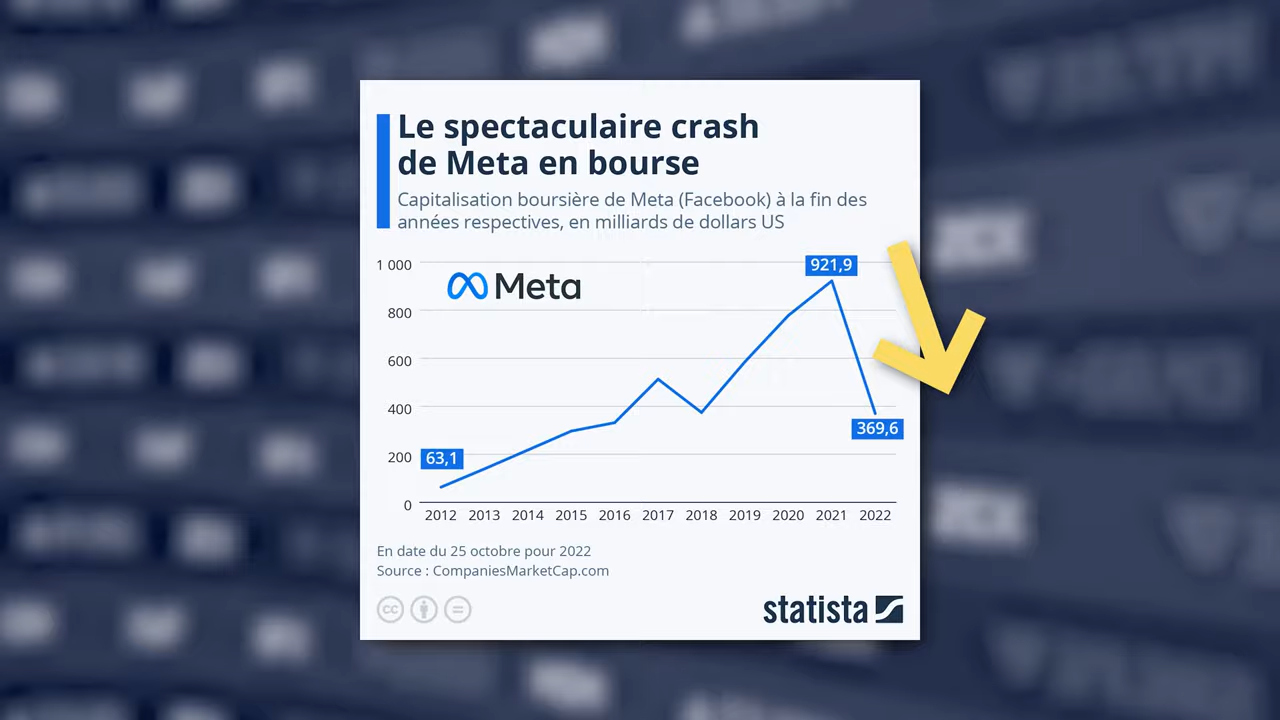 Le spectaculaire crash
de Meta en bourse
Capitalisation boursière de Meta (Facebook) à la fin des
années respectives, en milliards de dollars US
1 000
800
600
400
200
0
Meta
63,1
921,9
369,6
2012 2013 2014 2015 2016 2017 2018 2019 2020 2021 2022
En date du 25 octobre pour 2022
Source : CompaniesMarketCap.com
cc
statista